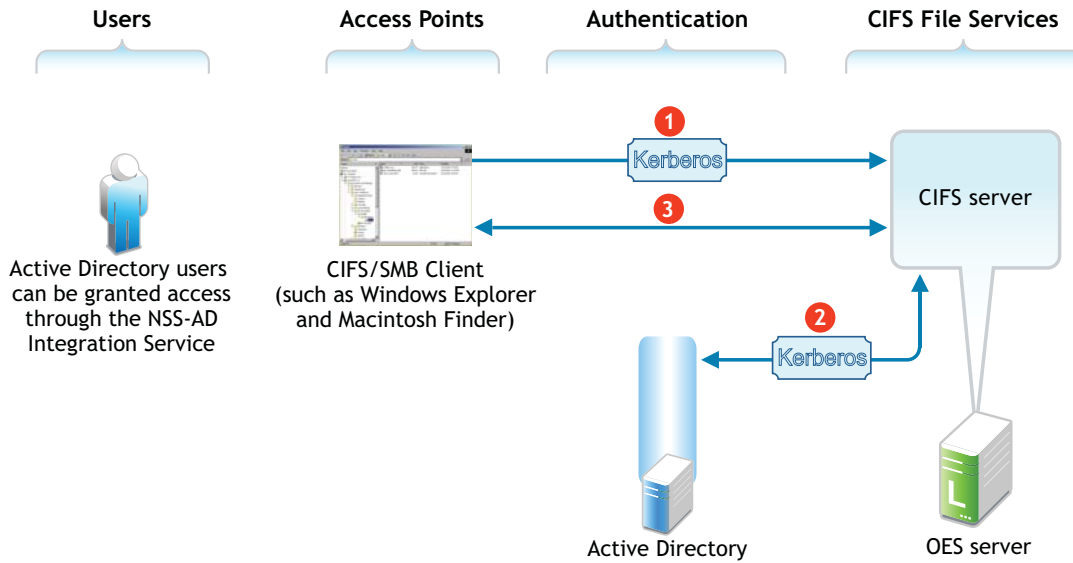 Users
Access Points
Authentication
CIFS File Services
1
Kerberos
3
CIFS server
Active Directory users
can be granted access
through the NSS-AD
Integration Service
CIFS/SMB Client
(such as Windows Explorer
and Macintosh Finder)
2
Kerberos
L
Active Directory
OES server